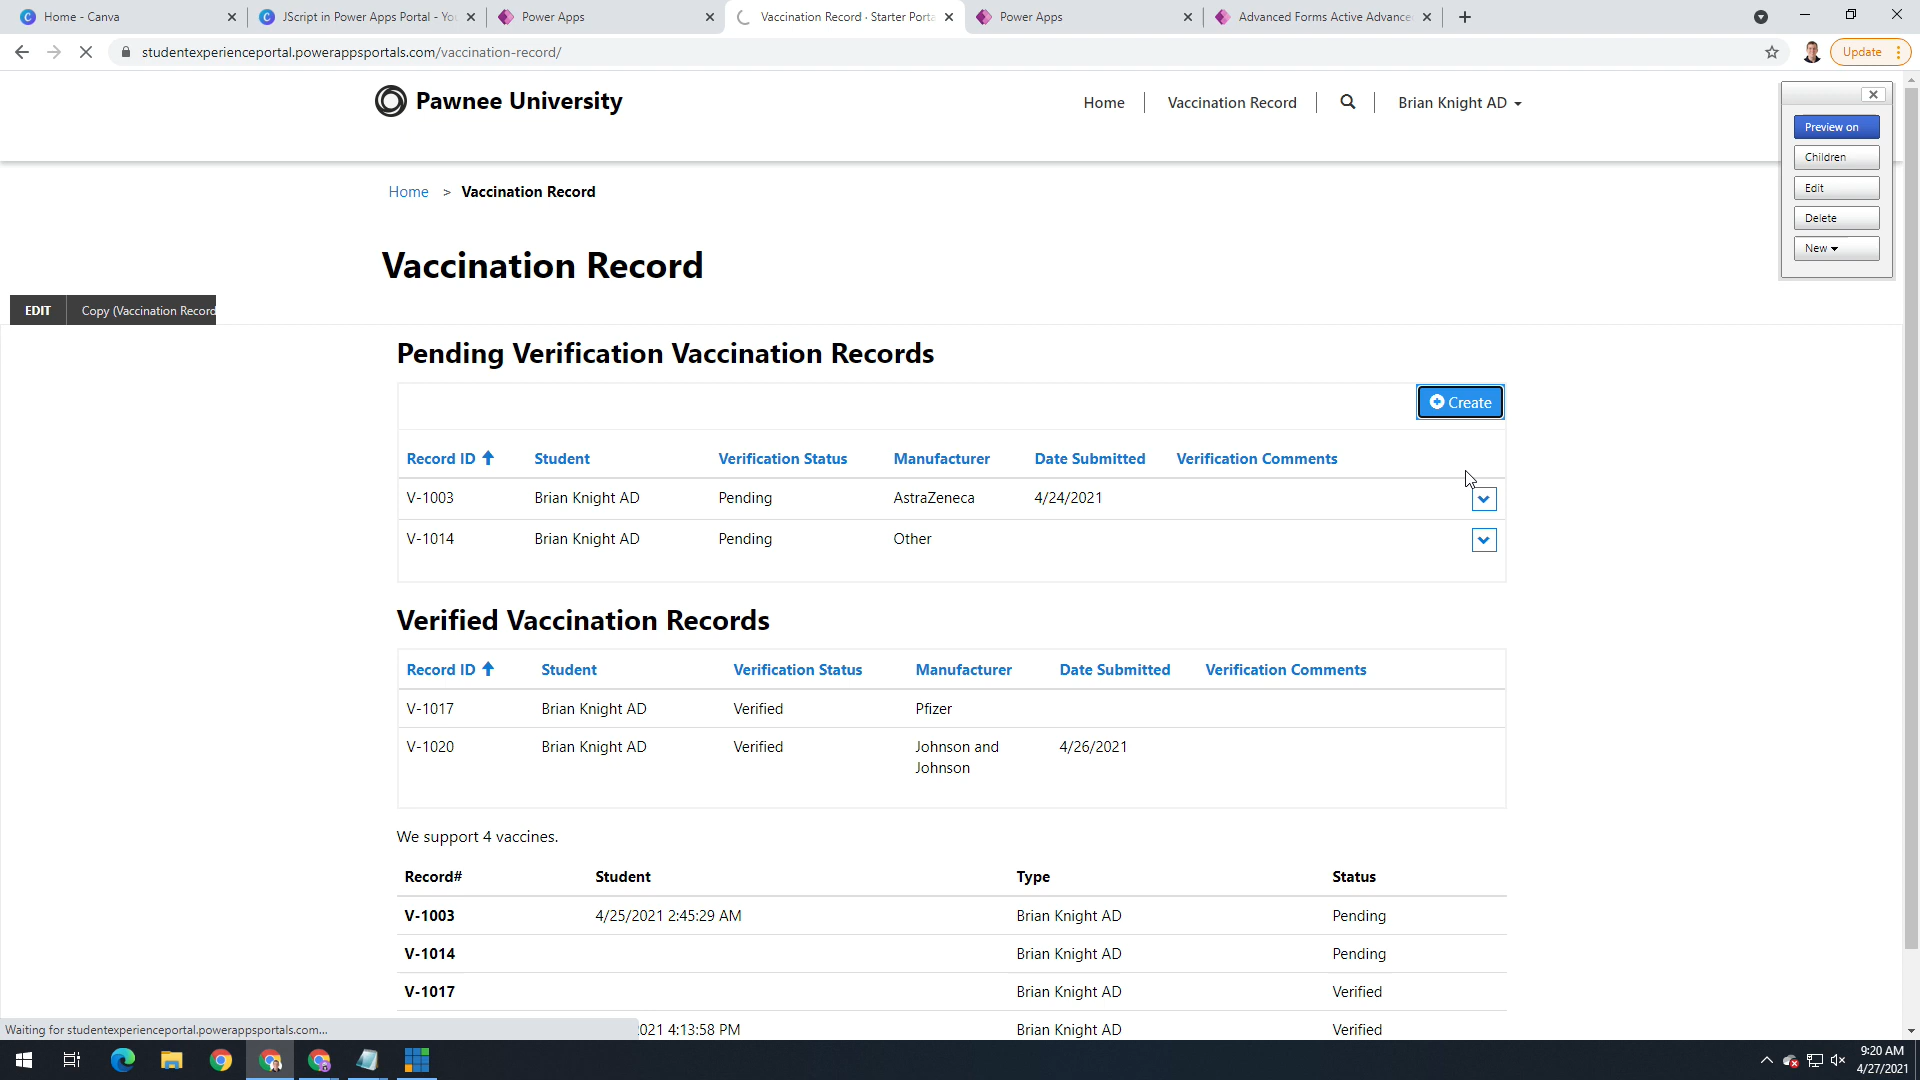 Home - Canva
JScript in Power Apps Portal - Yo
Power Apps
Vaccination Record · Starter Porta
Power Apps
Advanced Forms Active Advance
studentexperienceportal.powerappsportals.com/vaccination-record/
Update
Pawnee University
Home
Vaccination Record
Brian Knight AD
Preview on
Children
Edit
Delete
New
Home > Vaccination Record
Vaccination Record
EDIT
Copy (Vaccination Record
Pending Verification Vaccination Records
Create
Record ID Student Verification Status Manufacturer Date Submitted Verification Comments
V-1003 Brian Knight AD Pending AstraZeneca 4/24/2021
V-1014 Brian Knight AD Pending Other
Verified Vaccination Records
Record ID Student Verification Status Manufacturer Date Submitted Verification Comments
V-1017 Brian Knight AD Verified Pfizer
V-1020 Brian Knight AD Verified Johnson and 4/26/2021
Johnson
We support 4 vaccines.
Record# Student Type Status
V-1003 4/25/2021 2:45:29 AM Brian Knight AD Pending
V-1014 Brian Knight AD Pending
V-1017 Brian Knight AD Verified
021 4:13:58 PM Brian Knight AD Verified
Waiting for studentexperienceportal.powerappsportals.com...
9:20 AM
4/27/2021